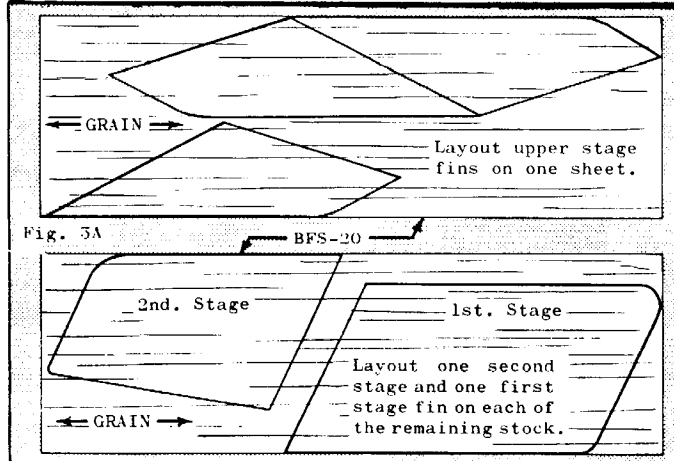 GRAIN
Layout upper stage
fins on one sheet.
Fig. 3A
BFS-20
2nd. Stage
1st. Stage
Layout one second
stage and one first
stage fin on each of
the remaining stock.
GRAIN